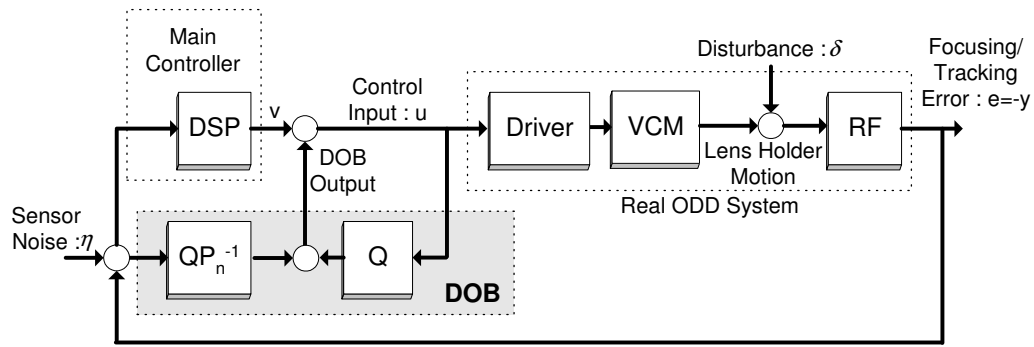 Main
Controller
DSP
v
Control
Input : u
DOB
Output
Disturbance : δ
Focusing/
Tracking
Error : e=-y
Driver
VCM
RF
Lens Holder
Motion
Real ODD System
Sensor
Noise : η
QPn-1
Q
DOB